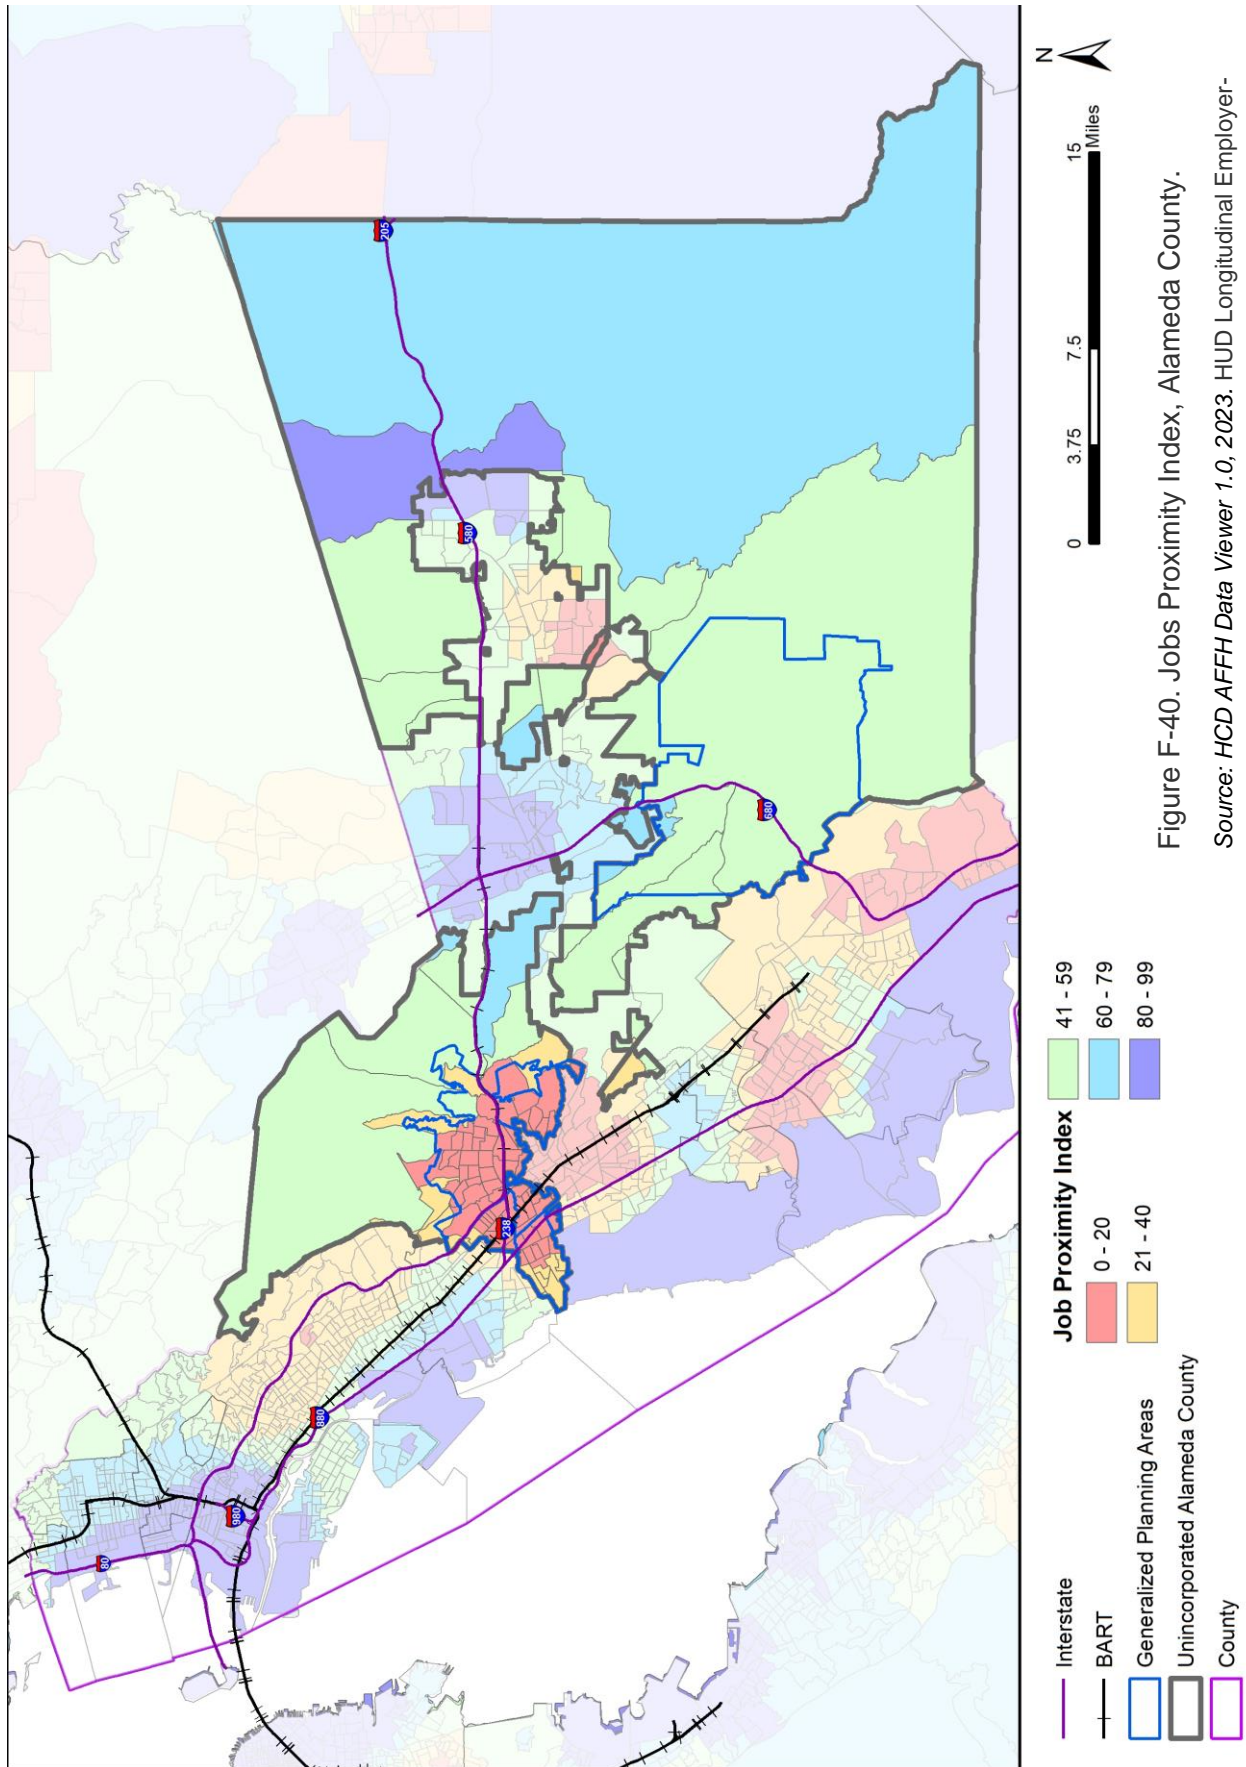 80
980
880
238
580
680
205
Interstate
BART
Generalized Planning Areas
Unincorporated Alameda County
County
Job Proximity Index
0 - 20
21 - 40
41 - 59
60 - 79
80 - 99
N
0 3.75 7.5 15
Miles
Figure F-40. Jobs Proximity Index, Alameda County.
Source: HCD AFFH Data Viewer 1.0, 2023. HUD Longitudinal Employer-